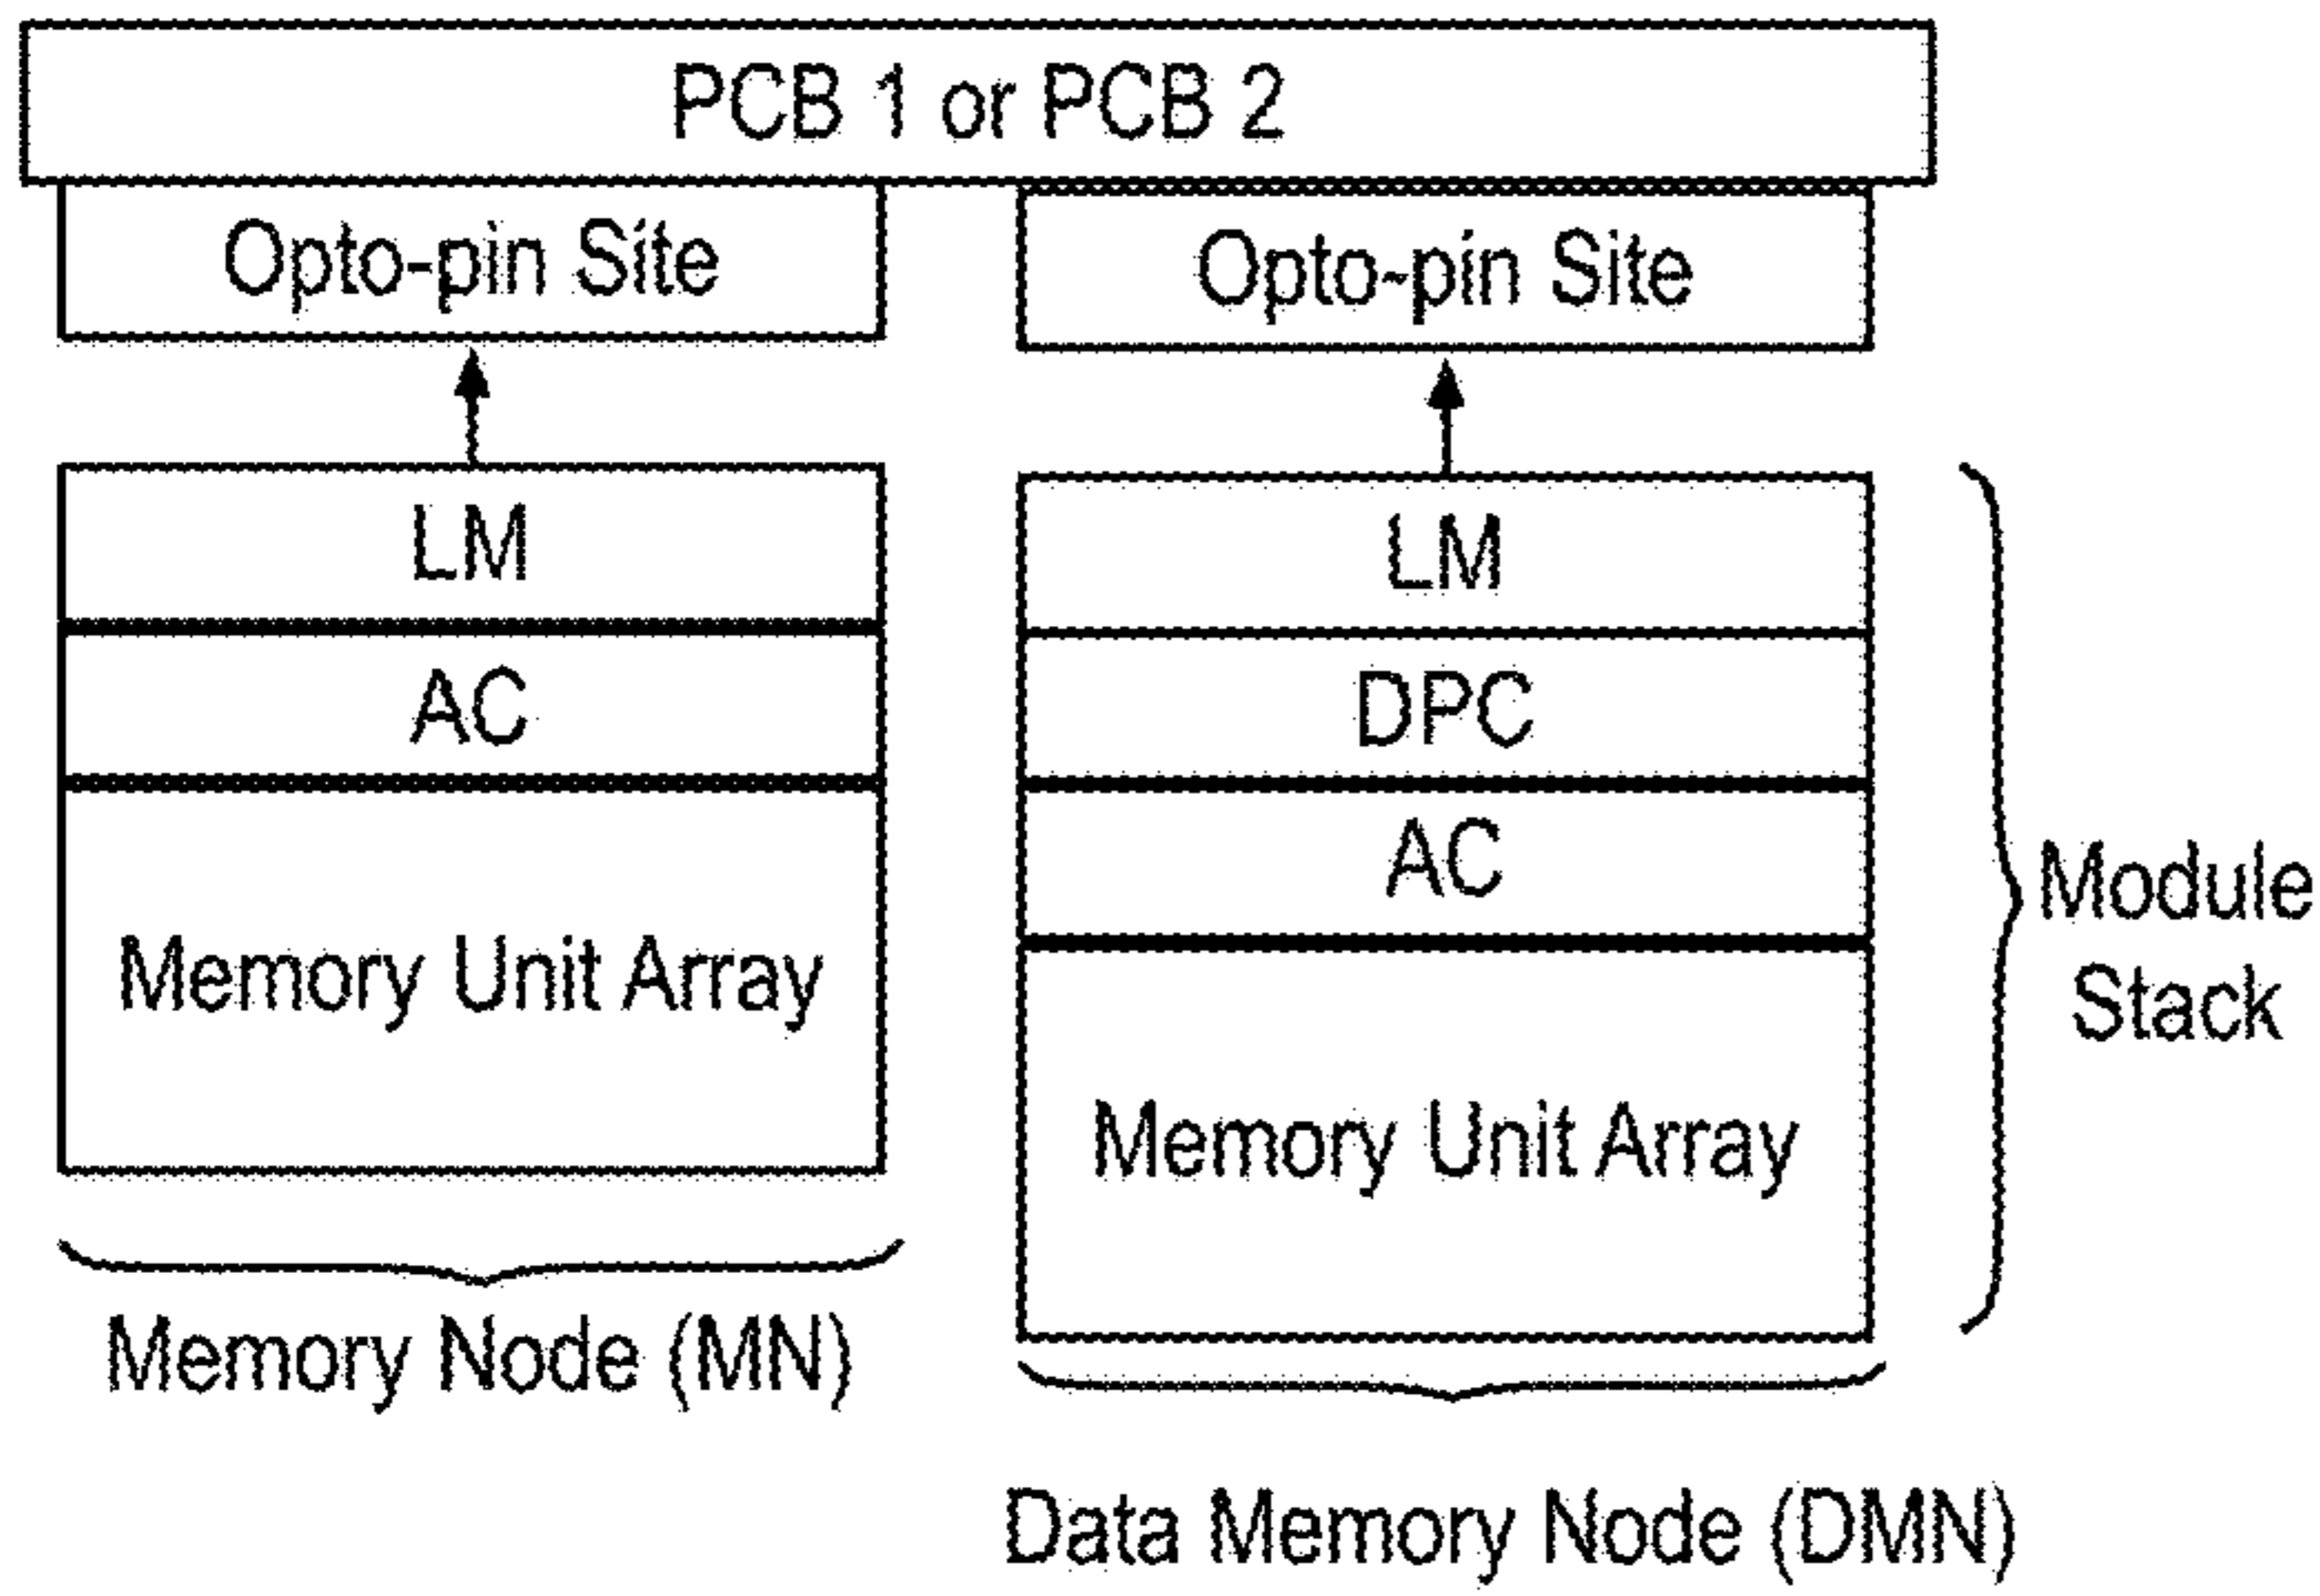 PCB 1 or PCB 2
Opto-pin Site
Opto-pin Site
LM
AC
Memory Unit Array
Memory Node (MN)
LM
DPC
AC
Memory Unit Array
Data Memory Node (DMN)
Module
Stack